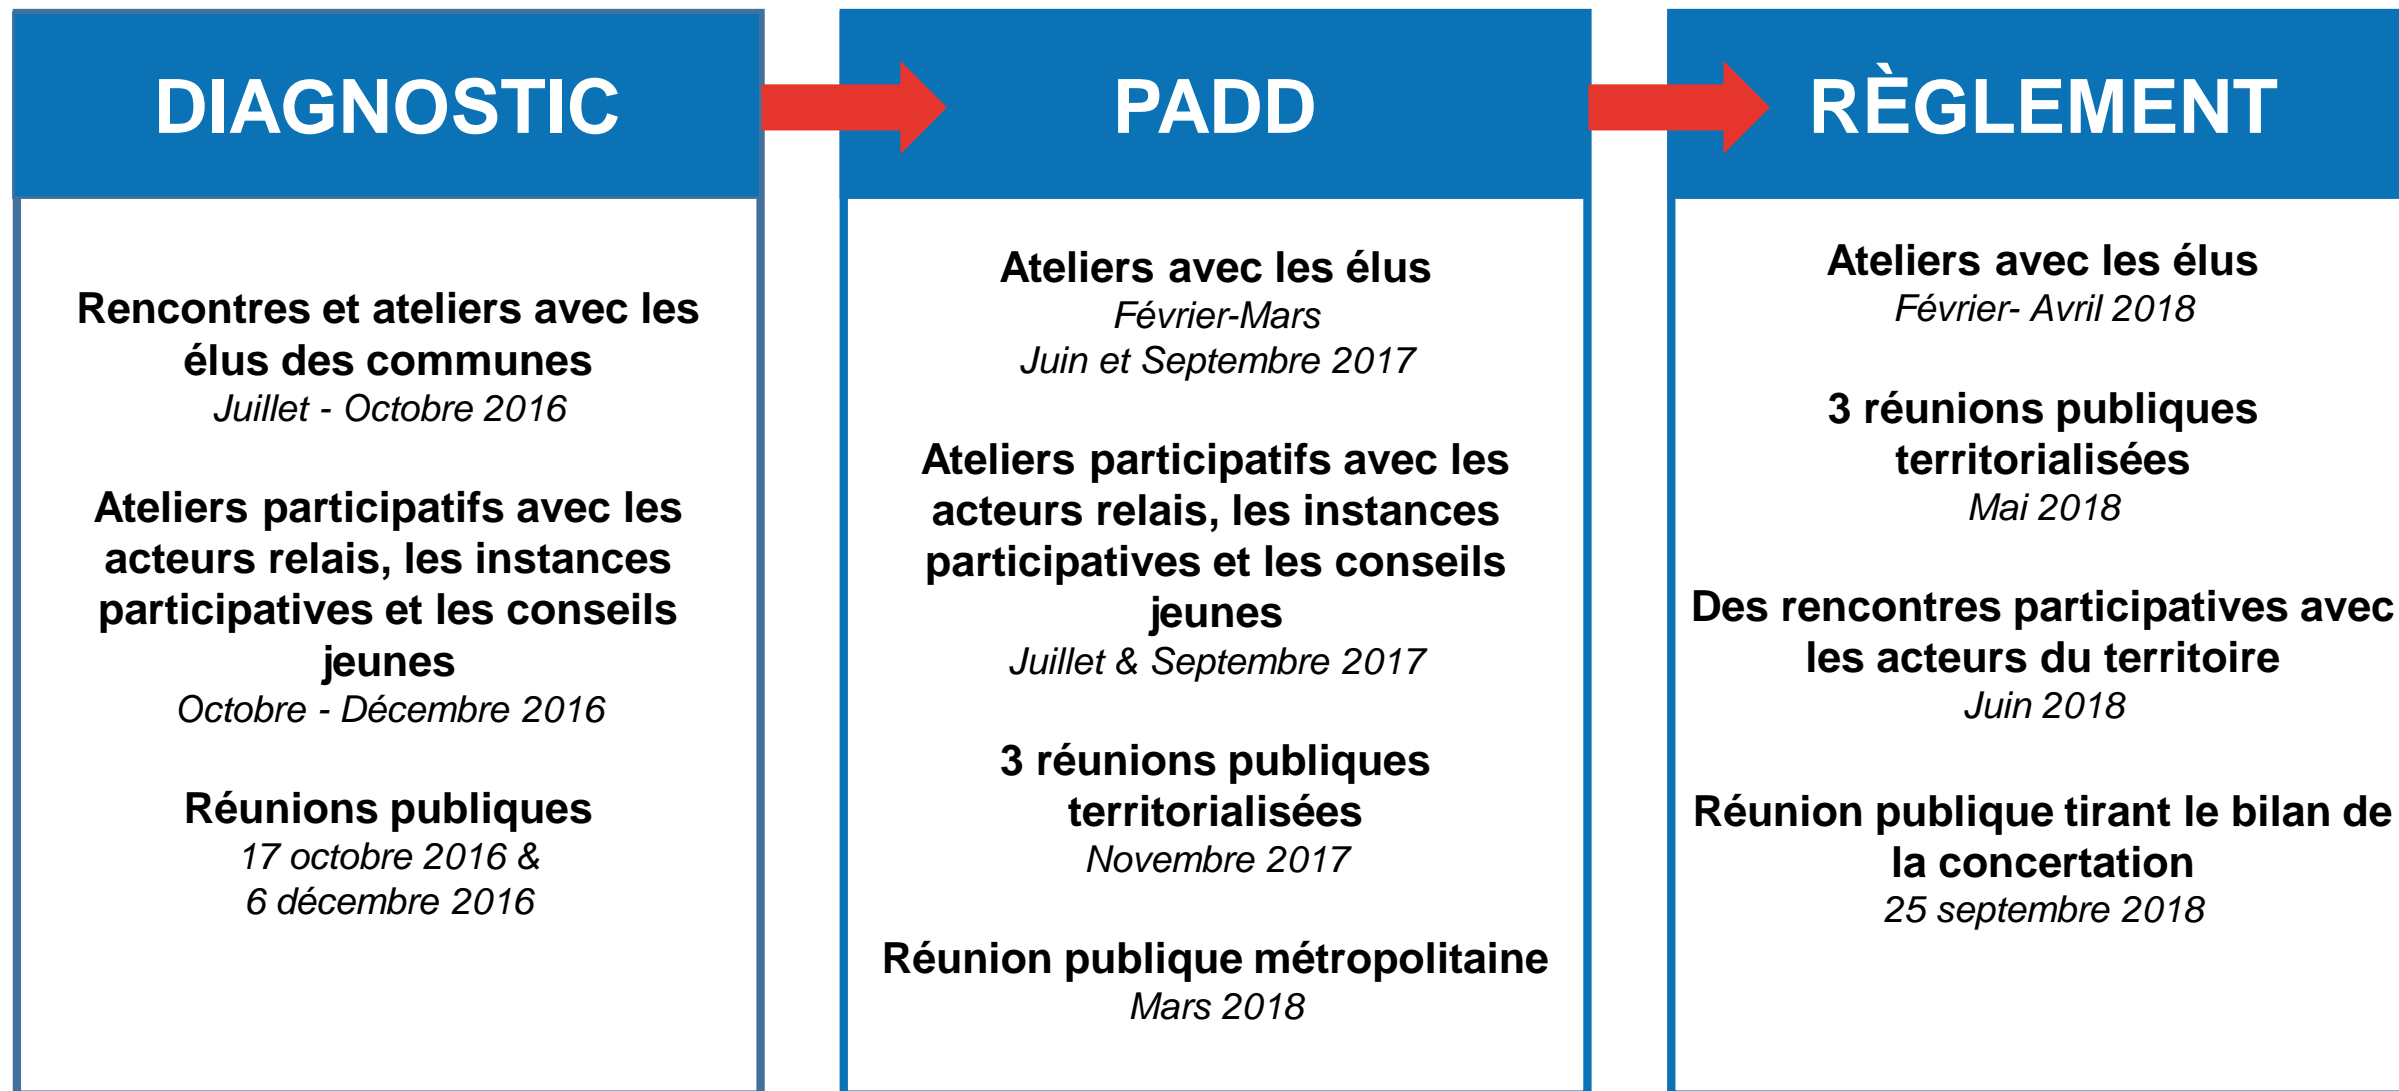 DIAGNOSTIC
Rencontres et ateliers avec les
élus des communes
Juillet - Octobre 2016
Ateliers participatifs avec les
acteurs relais, les instances
participatives et les conseils
jeunes
Octobre - Décembre 2016
Réunions publiques
17 octobre 2016 &
6 décembre 2016
PADD
Ateliers avec les élus
Février-Mars
Juin et Septembre 2017
Ateliers participatifs avec les
acteurs relais, les instances
participatives et les conseils
jeunes
Juillet & Septembre 2017
3 réunions publiques
territorialisées
Novembre 2017
Réunion publique métropolitaine
Mars 2018
RÈGLEMENT
Ateliers avec les élus
Février- Avril 2018
3 réunions publiques
territorialisées
Mai 2018
Des rencontres participatives avec
les acteurs du territoire
Juin 2018
Réunion publique tirant le bilan de
la concertation
25 septembre 2018